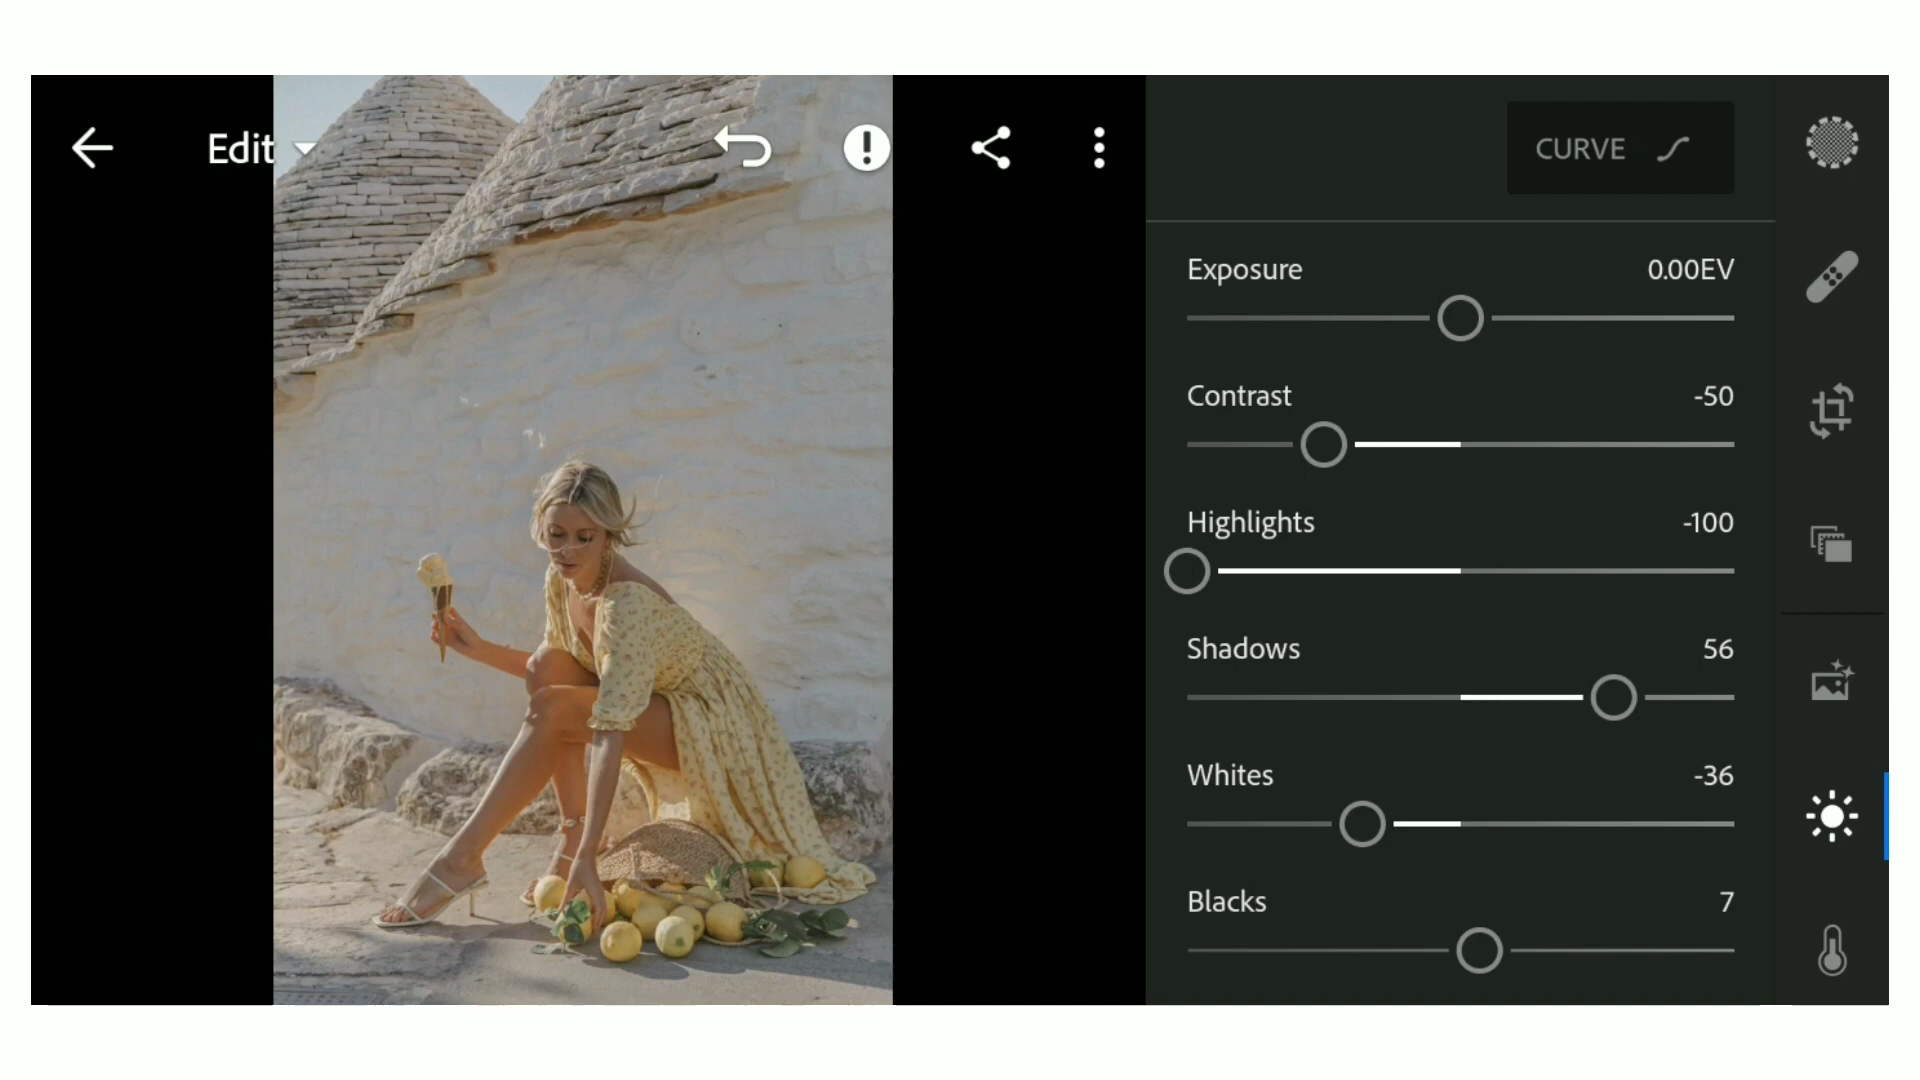 Edit
CURVE
Exposure 0.00EV
Contrast -50
Highlights -100
Shadows 56
Whites -36
Blacks 7